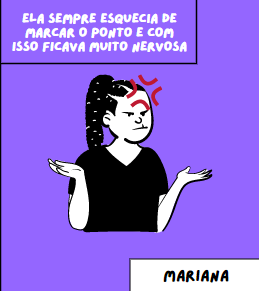 ELA SEMPRE ESQUECIA DE
MARCAR O PONTO E COM
ISSO FICAVA MUITO NERVOSA
MARIANA